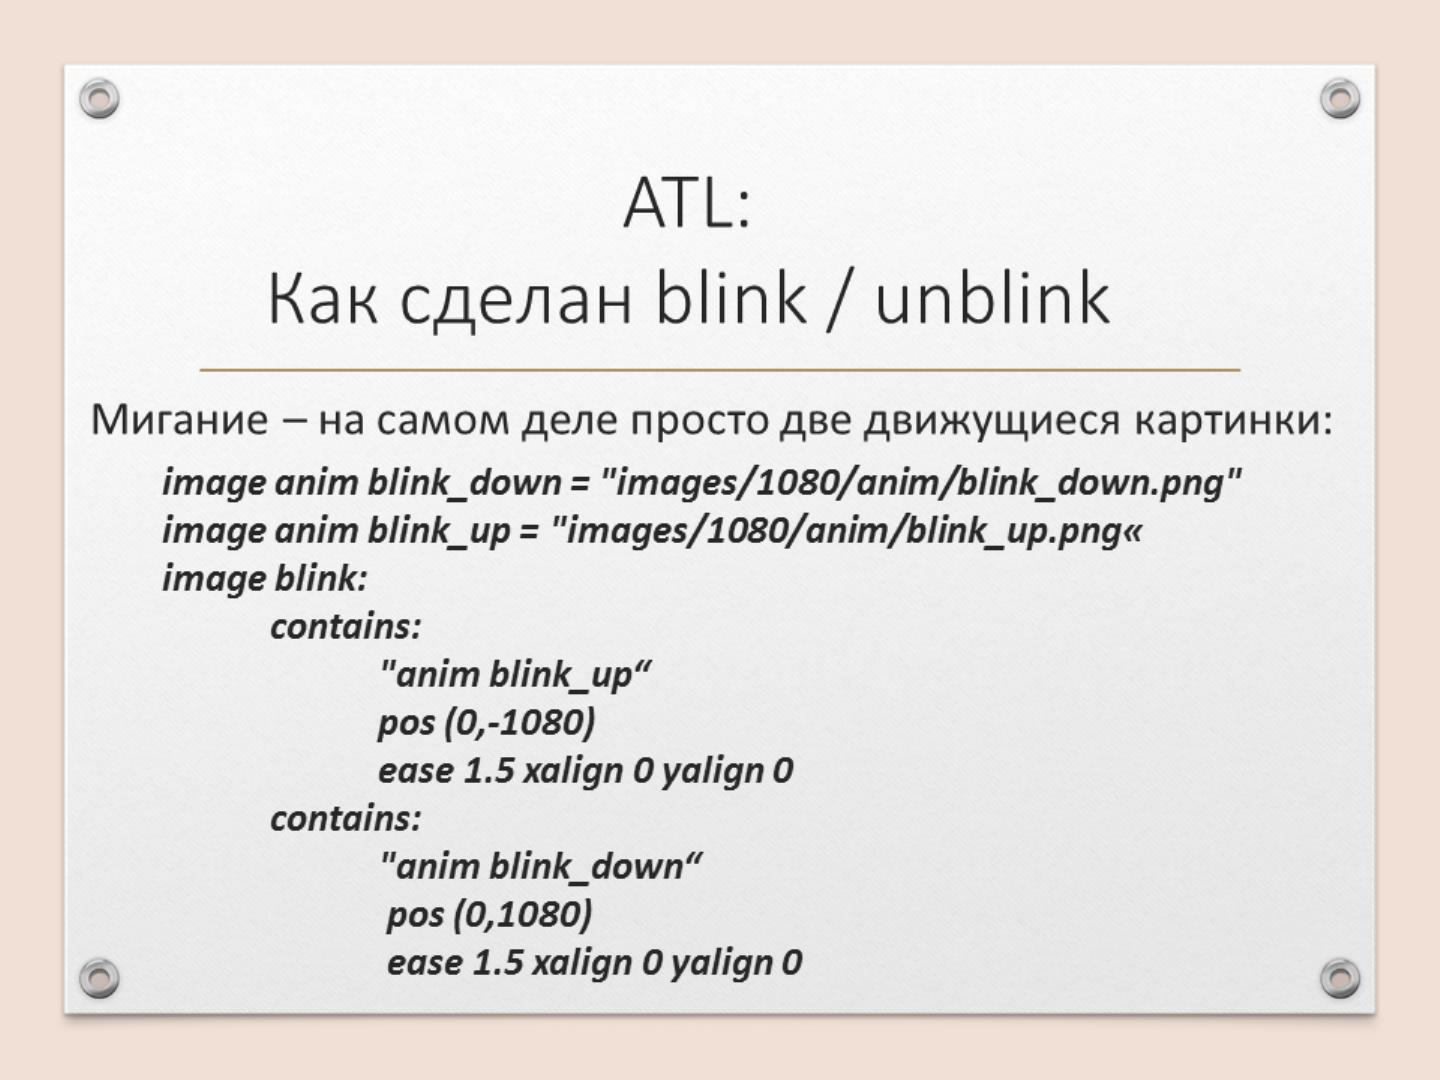 ATL:
Как сделан blink / unblink
Мигание – на самом деле просто две движущиеся картинки:
image anim blink_down = "images/1080/anim/blink_down.png"
image anim blink_up = "images/1080/anim/blink_up.png«
image blink:
contains:
"anim blink_up“
pos (0,-1080)
ease 1.5 xalign 0 yalign 0
contains:
"anim blink_down“
pos (0,1080)
ease 1.5 xalign 0 yalign 0